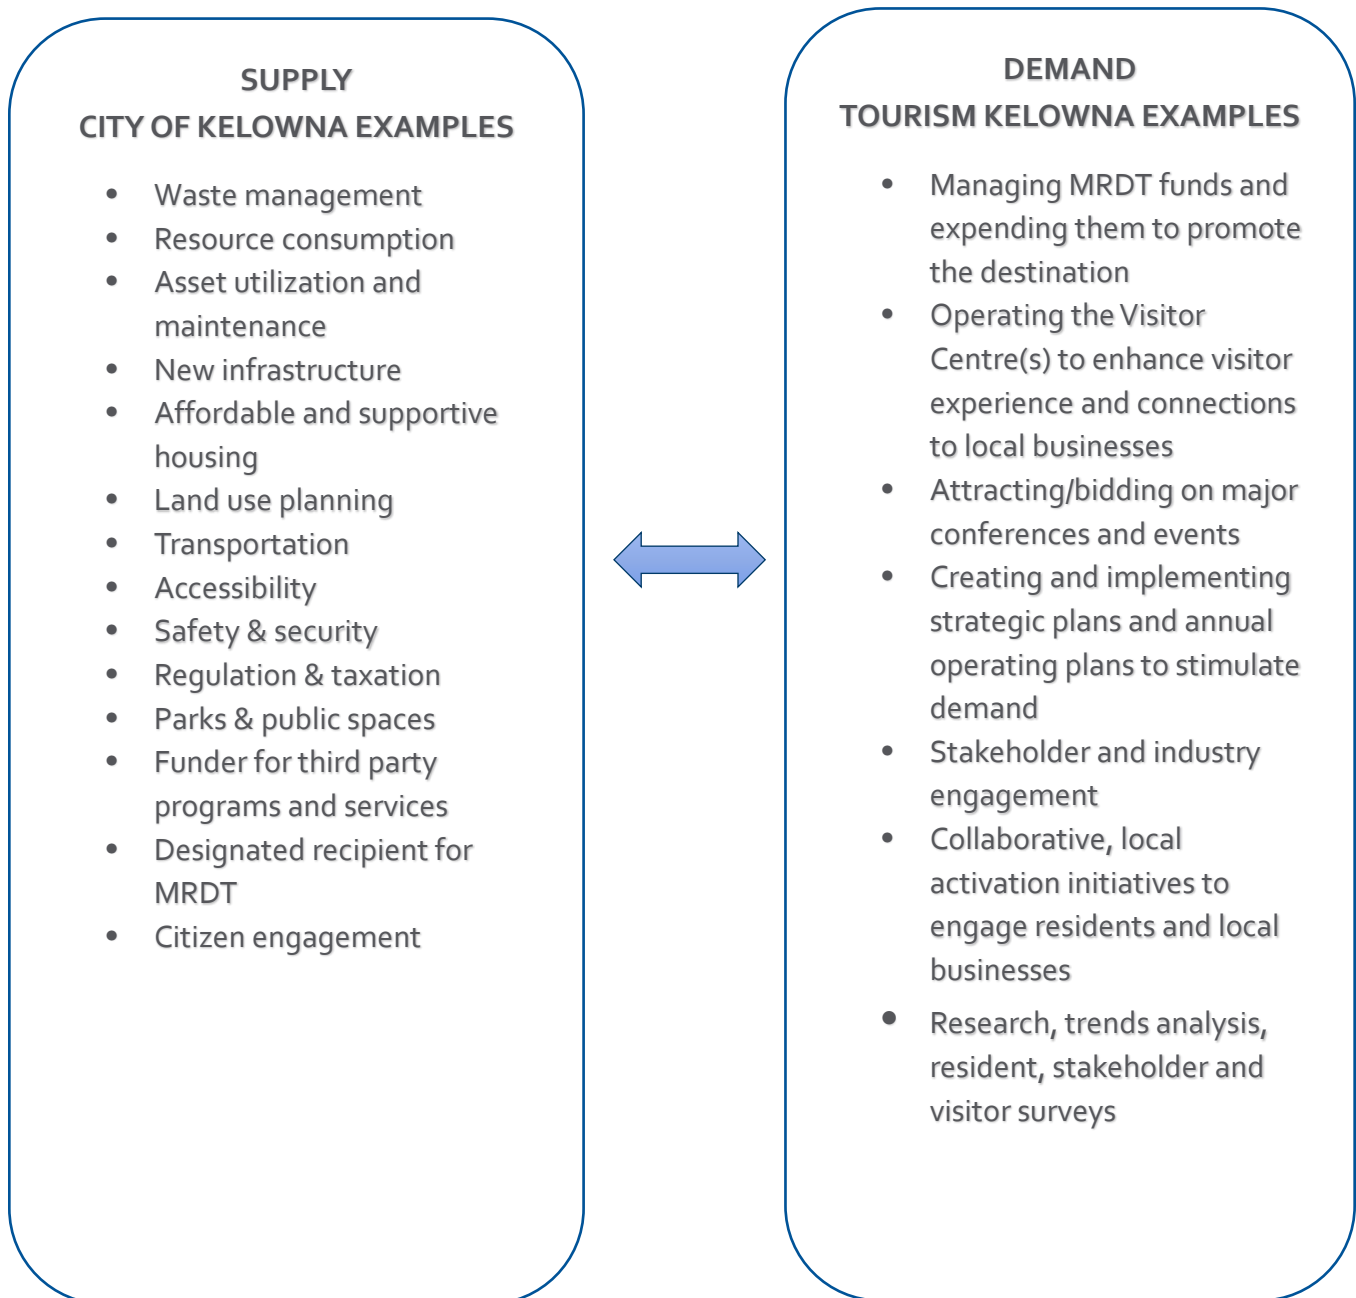 SUPPLY
CITY OF KELOWNA EXAMPLES
• Waste management
• Resource consumption
• Asset utilization and
maintenance
• New infrastructure
• Affordable and supportive
housing
• Land use planning
• Transportation
• Accessibility
• Safety & security
• Regulation & taxation
• Parks & public spaces
• Funder for third party
programs and services
• Designated recipient for
MRDT
• Citizen engagement
DEMAND
TOURISM KELOWNA EXAMPLES
• Managing MRDT funds and
expending them to promote
the destination
• Operating the Visitor
Centre(s) to enhance visitor
experience and connections
to local businesses
• Attracting/bidding on major
conferences and events
• Creating and implementing
strategic plans and annual
operating plans to stimulate
demand
• Stakeholder and industry
engagement
• Collaborative, local
activation initiatives to
engage residents and local
businesses
• Research, trends analysis,
resident, stakeholder and
visitor surveys